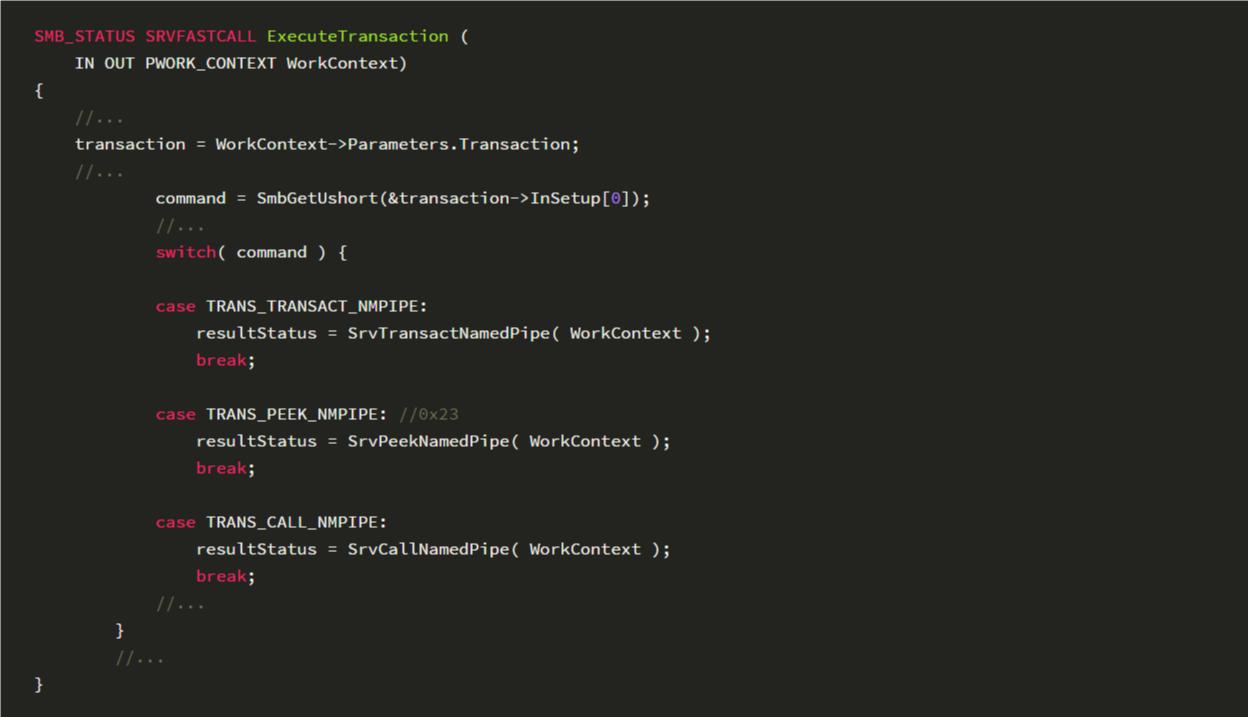 SMB_STATUS SRVFASTCALL ExecuteTransaction (
    IN OUT PWORK_CONTEXT WorkContext)
{
    //...
    transaction = WorkContext->Parameters.Transaction;
    //...
            command = SmbGetUshort(&transaction->InSetup[0]);
            //...
            switch( command ) {

            case TRANS_TRANSACT_NMPIPE:
                resultStatus = SrvTransactNamedPipe( WorkContext );
                break;

            case TRANS_PEEK_NMPIPE: //0x23
                resultStatus = SrvPeekNamedPipe( WorkContext );
                break;

            case TRANS_CALL_NMPIPE:
                resultStatus = SrvCallNamedPipe( WorkContext );
                break;
            //...
        }
        //...
}